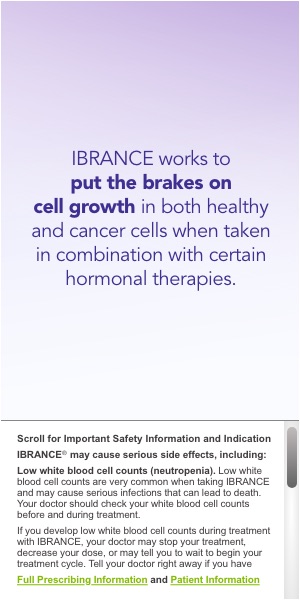 IBRANCE works to
put the brakes on
cell growth in both healthy
and cancer cells when taken
in combination with certain
hormonal therapies.
Scroll for Important Safety Information and Indication
IBRANCE® may cause serious side effects, including:
Low white blood cell counts (neutropenia). Low white
blood cell counts are very common when taking IBRANCE
and may cause serious infections that can lead to death.
Your doctor should check your white blood cell counts
before and during treatment.
If you develop low white blood cell counts during treatment
with IBRANCE, your doctor may stop your treatment,
decrease your dose, or may tell you to wait to begin your
treatment cycle. Tell your doctor right away if you have
Full Prescribing Information and Patient Information